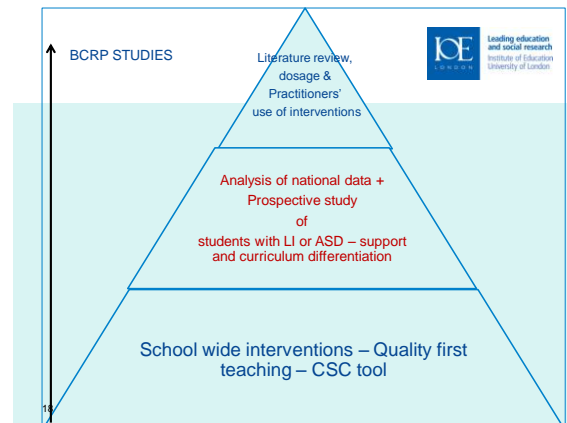 BCRP STUDIES
IOE
LONDON
Leading education
and social research
Institute of Education
University of London
Literature review,
dosage &
Practitioners'
use of interventions
Analysis of national data +
Prospective study
of
students with LI or ASD – support
and curriculum differentiation
School wide interventions – Quality first
teaching – CSC tool
18